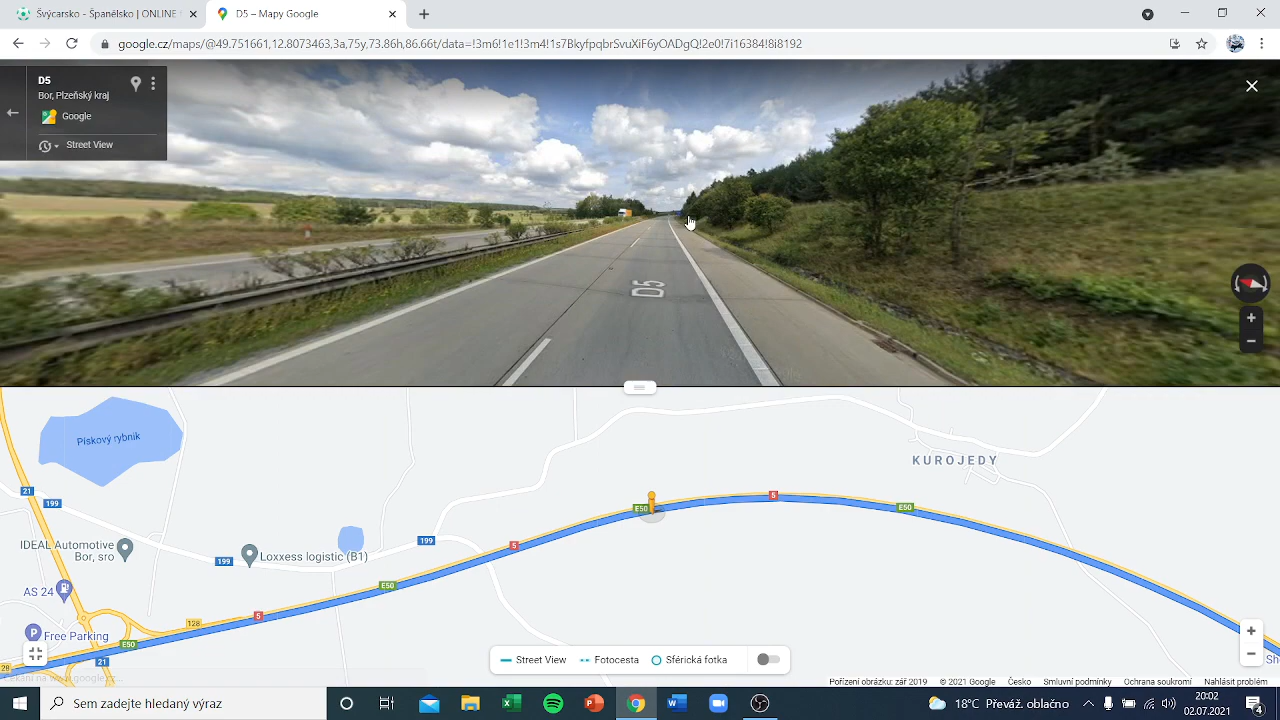 Švýcarsko - Španělsko | ONLINE
D5 – Mapy Google
google.cz/maps/@49.751661,12.8073463,3a,75y,73.86h,86.66t/data=!3m6!1e1!3m4!1s7BkyfpqbrSvuXiF6yOADgQ!2e0!7i16384!8i8192
D5
Bor, Plzeňský kraj
Google
Street View
D5
Pískový rybník
KUROJEDY
21
199
E50
5
E50
IDEAL Automotive
Bor, sro
199
Loxxess logistic (B1)
199
5
AS 24
E50
5
128
P
Free Parking
E50
28
21
Street View
Fotocesta
Sférická fotka
Pořízení obrázku: zář 2019
© 2021 Google
Česko
Smluvní podmínky
Ochrana soukromí
Nahlásit problém
Sem zadejte hledaný výraz
18°C Převáž. oblačno
20:02
02.07.2021
4